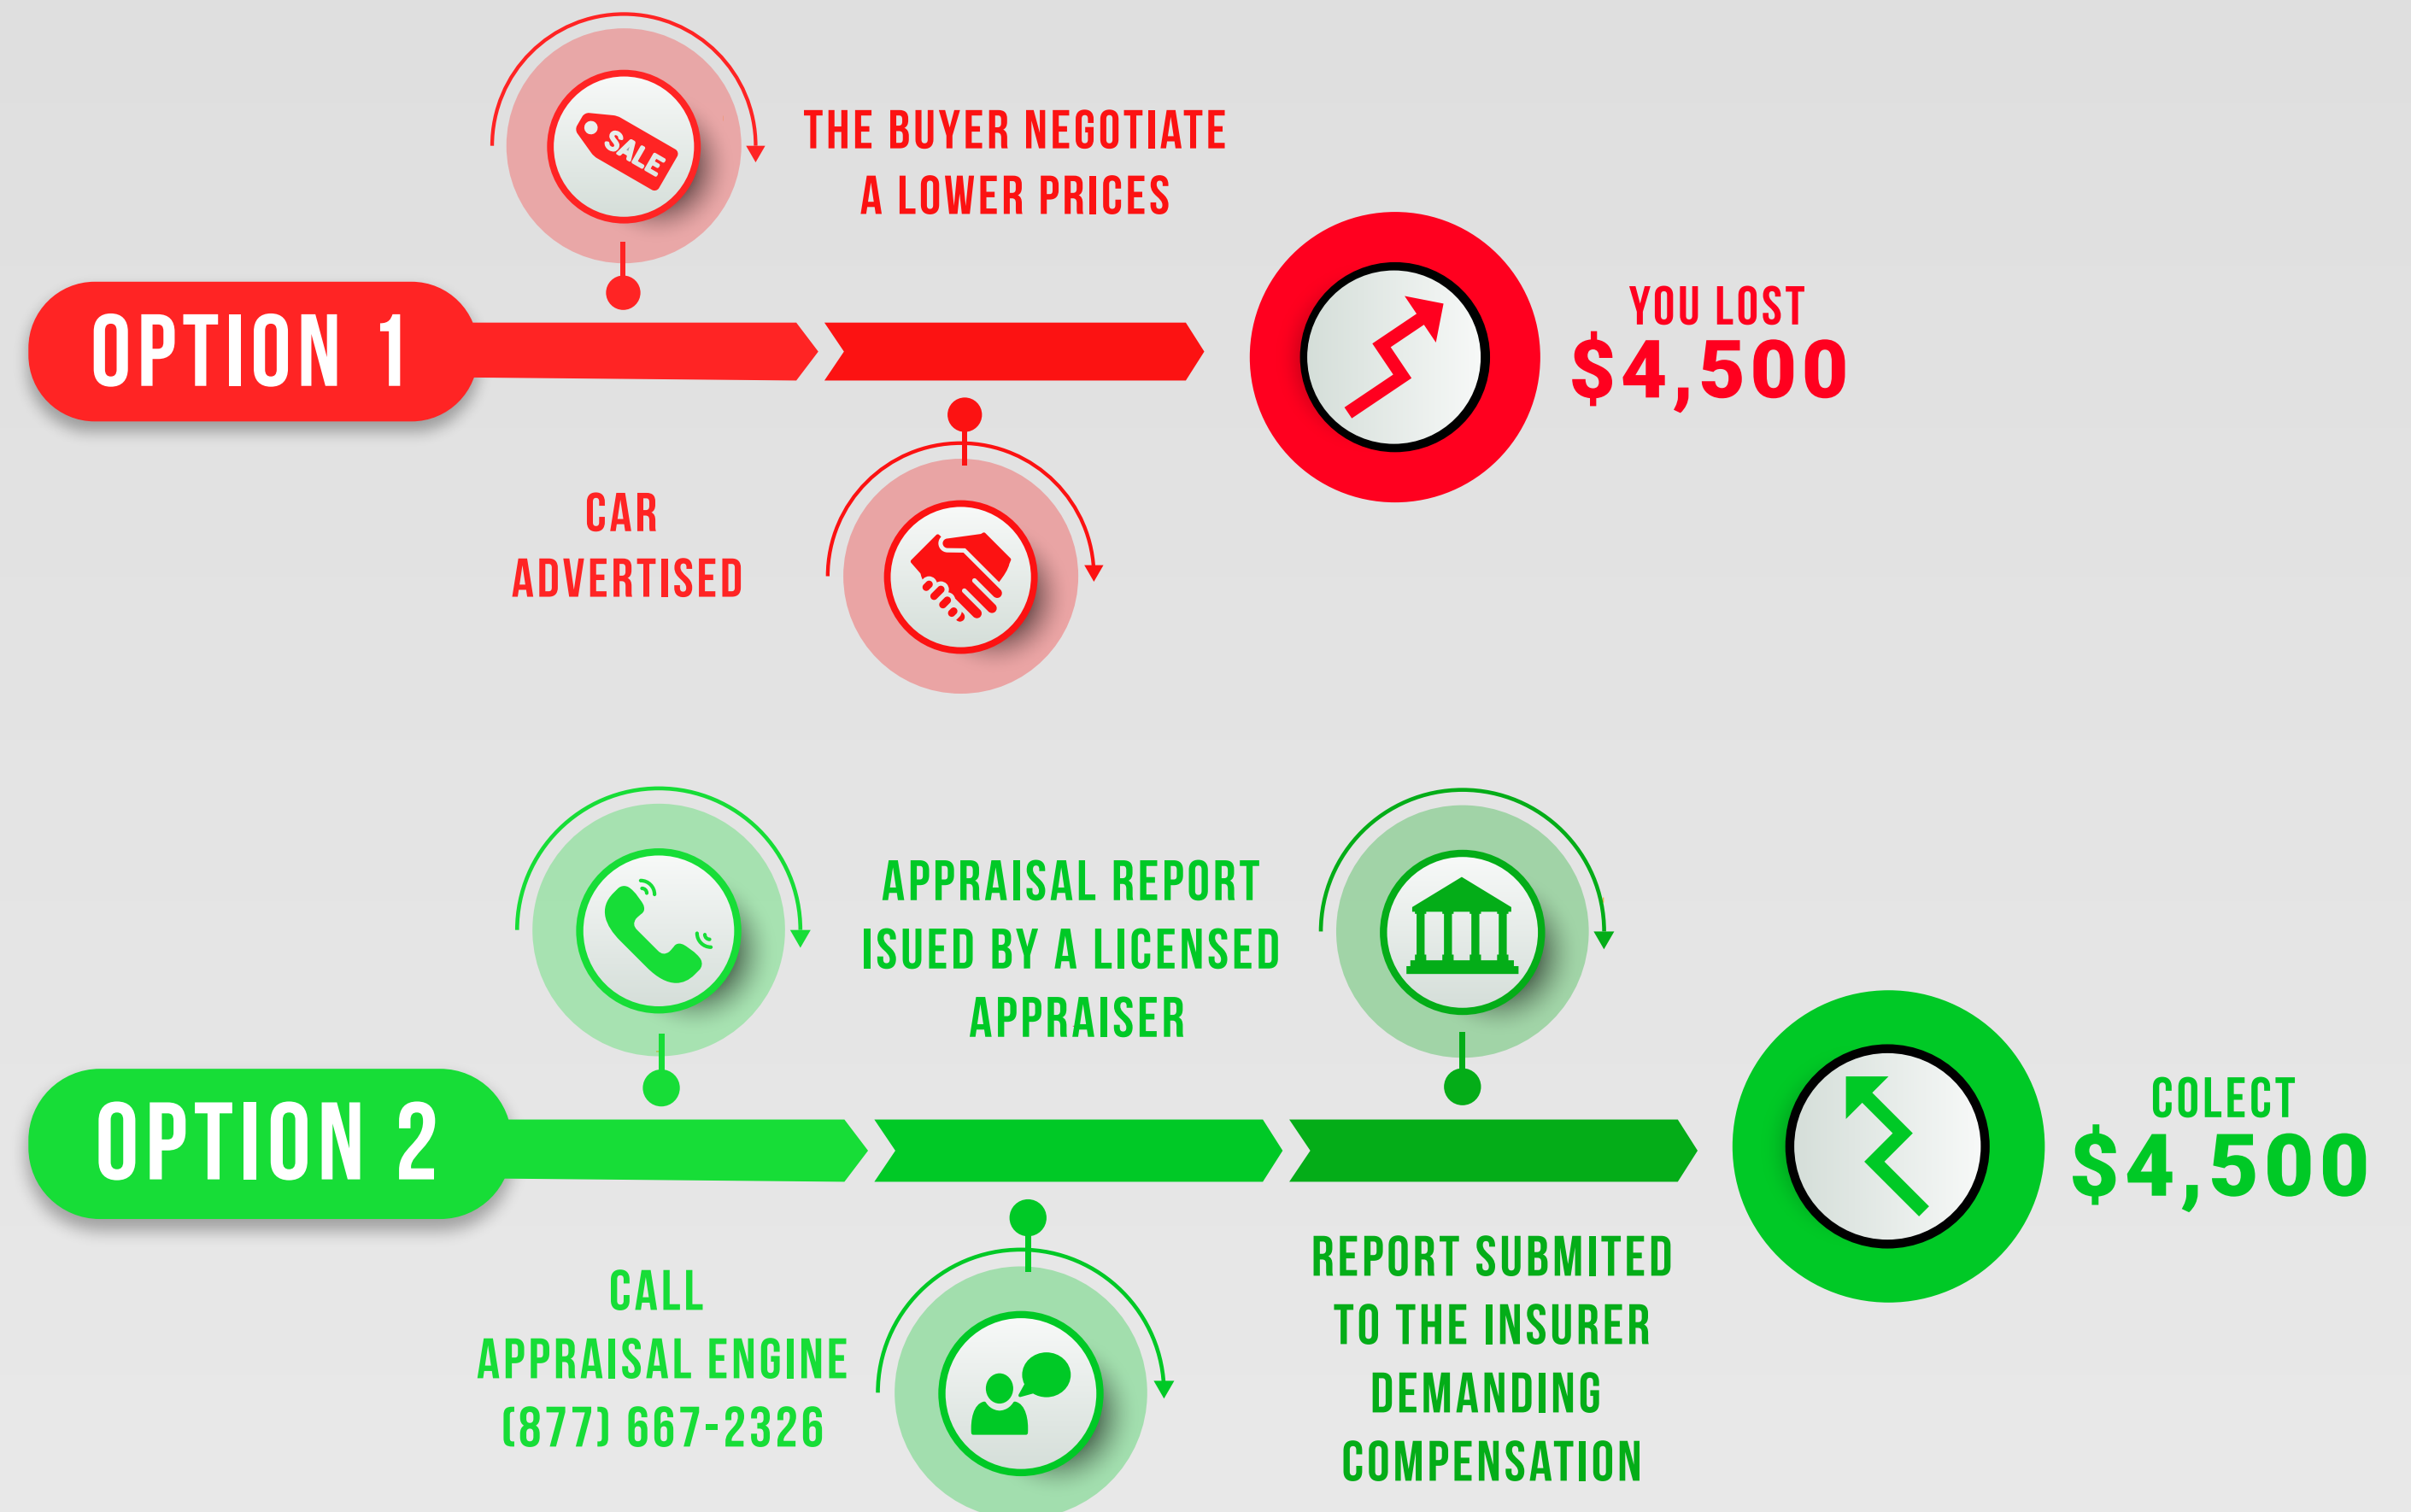 SALE
THE BUYER NEGOTIATE
A LOWER PRICES
OPTION 1
YOU LOST
$4,500
CAR
ADVERTISED
APPRAISAL REPORT
ISUED BY A LICENSED
APPRAISER
OPTION 2
COLECT
$4,500
CALL
APPRAISAL ENGINE
(877) 667-2326
REPORT SUBMITED
TO THE INSURER
DEMANDING
COMPENSATION